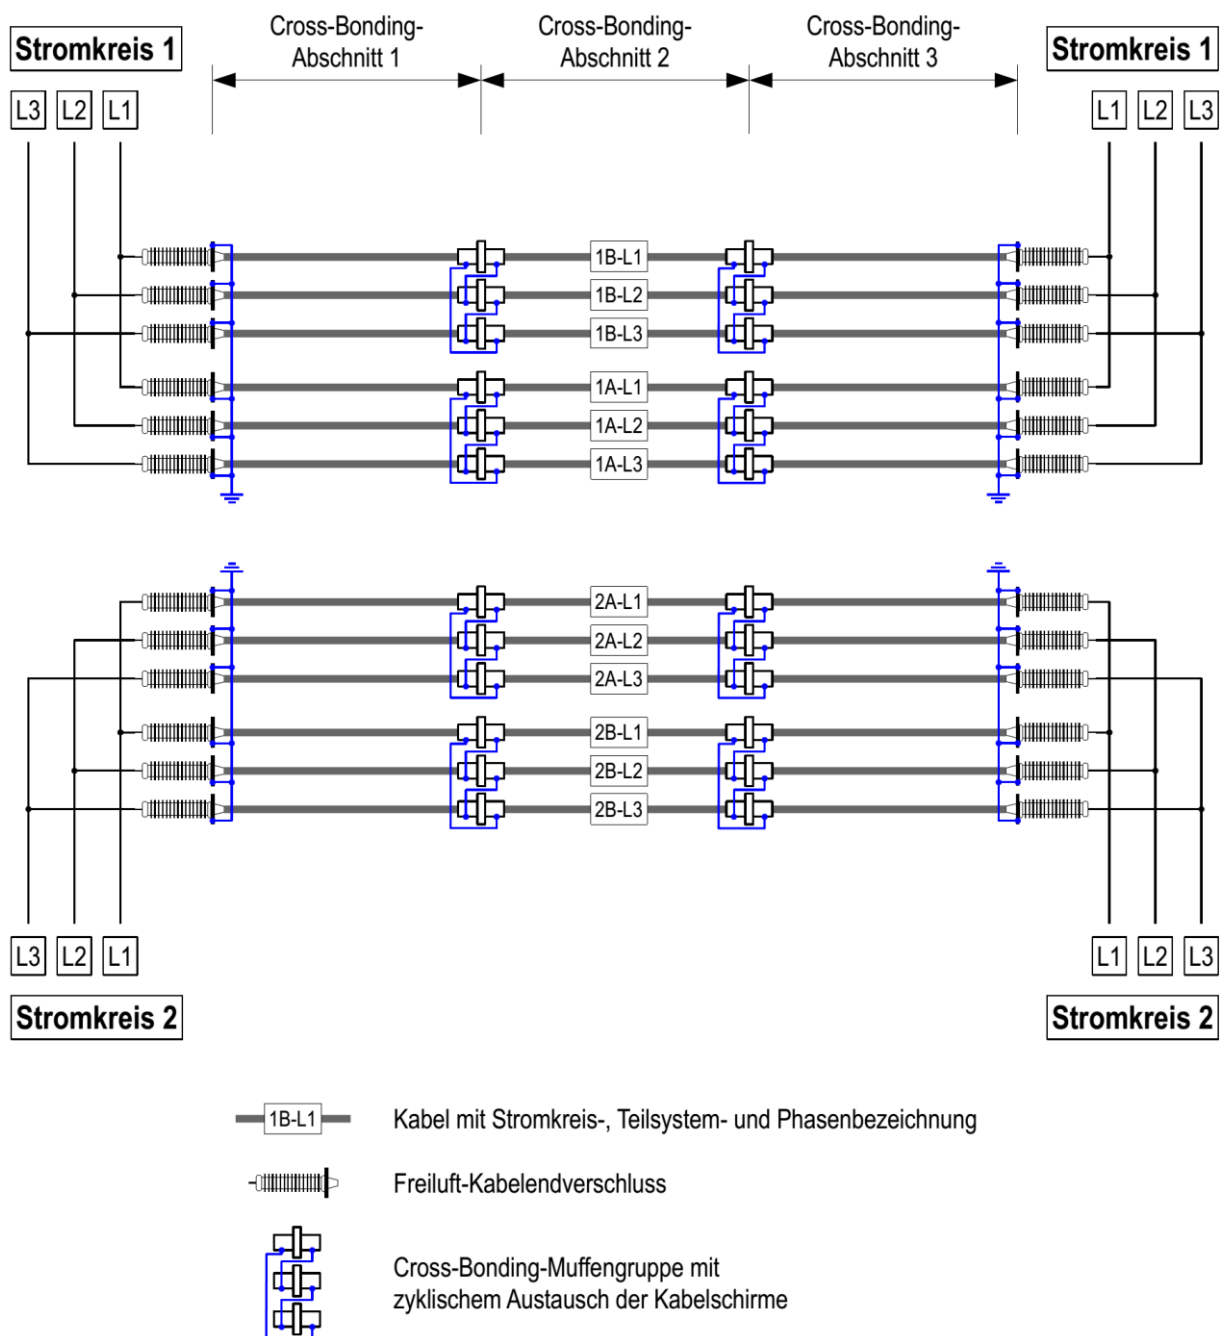 Cross-Bonding-
Abschnitt 1
Cross-Bonding-
Abschnitt 2
Cross-Bonding-
Abschnitt 3
Stromkreis 1
Stromkreis 1
L3 L2 L1
L1 L2 L3
1B-L1
1B-L2
1B-L3
1A-L1
1A-L2
1A-L3
2A-L1
2A-L2
2A-L3
2B-L1
2B-L2
2B-L3
L3 L2 L1
L1 L2 L3
Stromkreis 2
Stromkreis 2
1B-L1 Kabel mit Stromkreis-, Teilsystem- und Phasenbezeichnung
Freiluft-Kabelendverschluss
Cross-Bonding-Muffengruppe mit
zyklischem Austausch der Kabelschirme